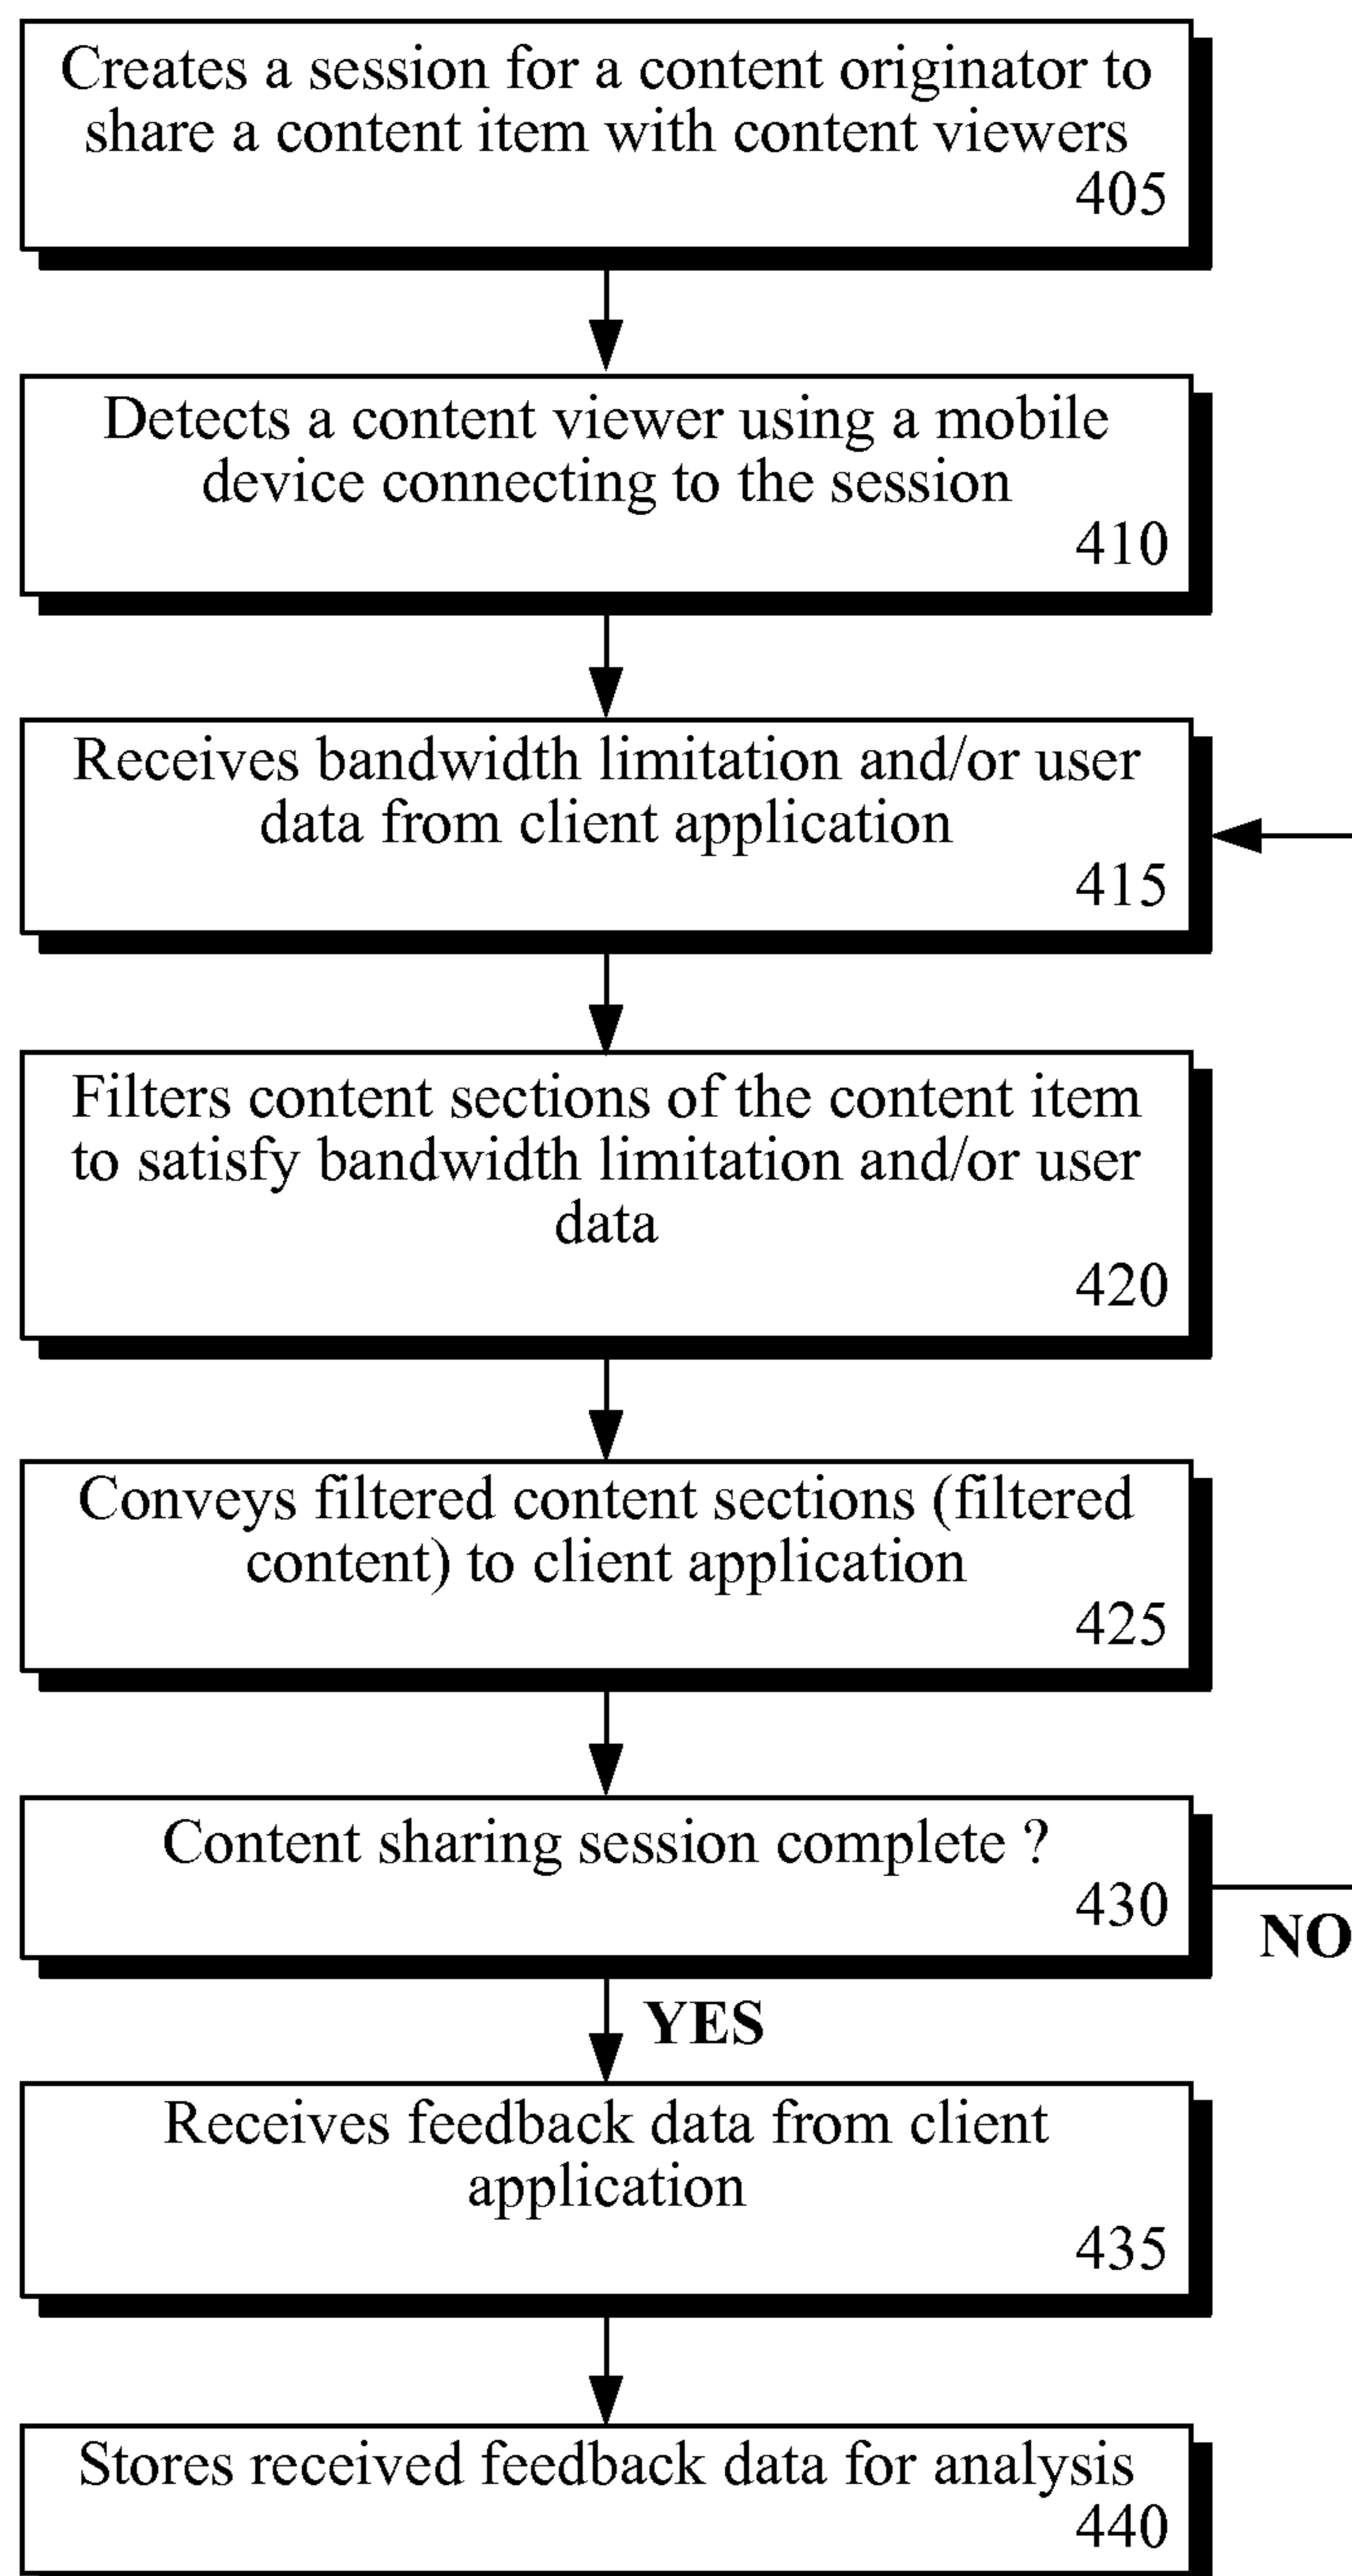 Creates a session for a content originator to
share a content item with content viewers
405
Detects a content viewer using a mobile
device connecting to the session
410
Receives bandwidth limitation and/or user
data from client application
415
Filters content sections of the content item
to satisfy bandwidth limitation and/or user
data
420
Conveys filtered content sections (filtered
content) to client application
425
Content sharing session complete ?
430
NO
YES
Receives feedback data from client
application
435
Stores received feedback data for analysis
440